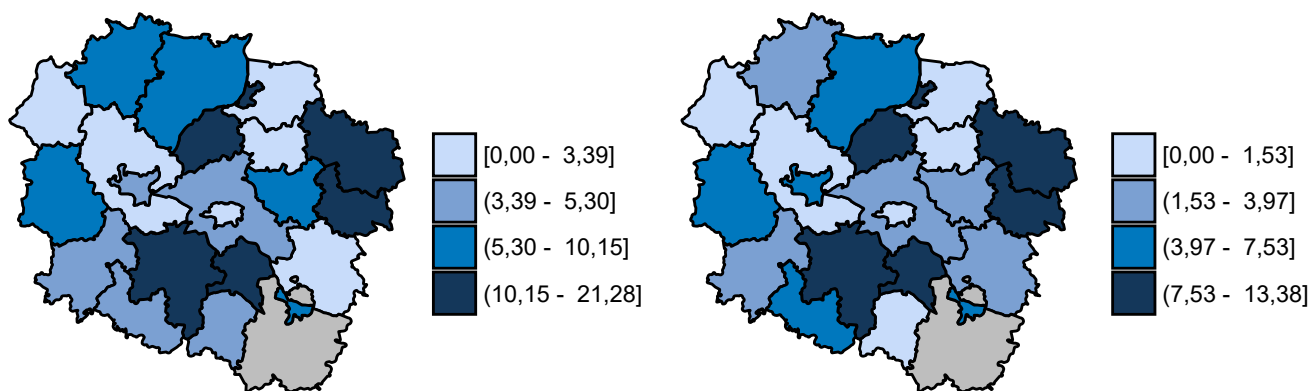 [0,00 - 3,39]
(3,39 - 5,30]
(5,30 - 10,15]
(10,15 - 21,28]
[0,00 - 1,53]
(1,53 - 3,97]
(3,97 - 7,53]
(7,53 - 13,38]